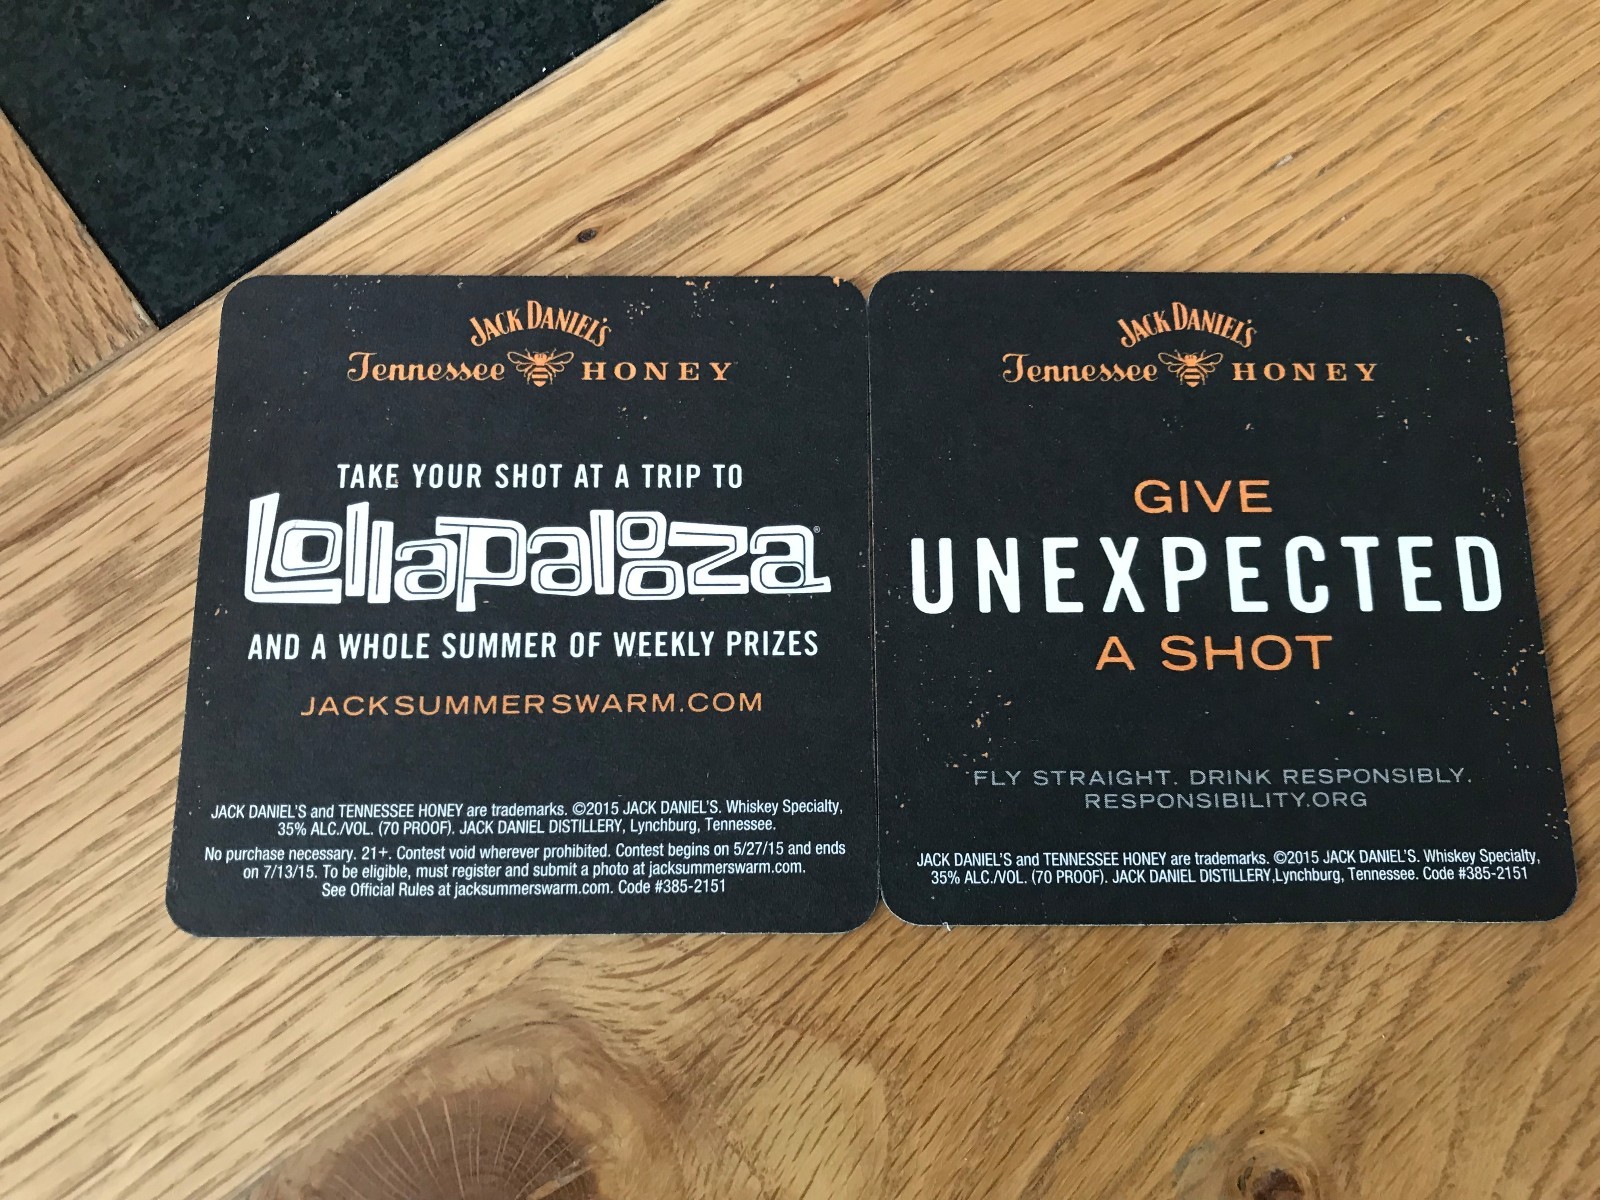 JACK DANIEL'S
Tennessee HONEY
TAKE YOUR SHOT AT A TRIP TO
Lollapalooza®
AND A WHOLE SUMMER OF WEEKLY PRIZES
JACKSUMMERSWARM.COM
JACK DANIEL'S and TENNESSEE HONEY are trademarks. ©2015 JACK DANIEL'S. Whiskey Specialty,
35% ALC./VOL. (70 PROOF). JACK DANIEL DISTILLERY, Lynchburg, Tennessee.
No purchase necessary. 21+. Contest void wherever prohibited. Contest begins on 5/27/15 and ends
on 7/13/15. To be eligible, must register and submit a photo at jacksummerswarm.com.
See Official Rules at jacksummerswarm.com. Code #385-2151
JACK DANIEL'S
Tennessee HONEY
GIVE
UNEXPECTED
A SHOT
FLY STRAIGHT. DRINK RESPONSIBLY.
RESPONSIBILITY.ORG
JACK DANIEL'S and TENNESSEE HONEY are trademarks. ©2015 JACK DANIEL'S. Whiskey Specialty,
35% ALC./VOL. (70 PROOF). JACK DANIEL DISTILLERY,Lynchburg, Tennessee. Code #385-2151